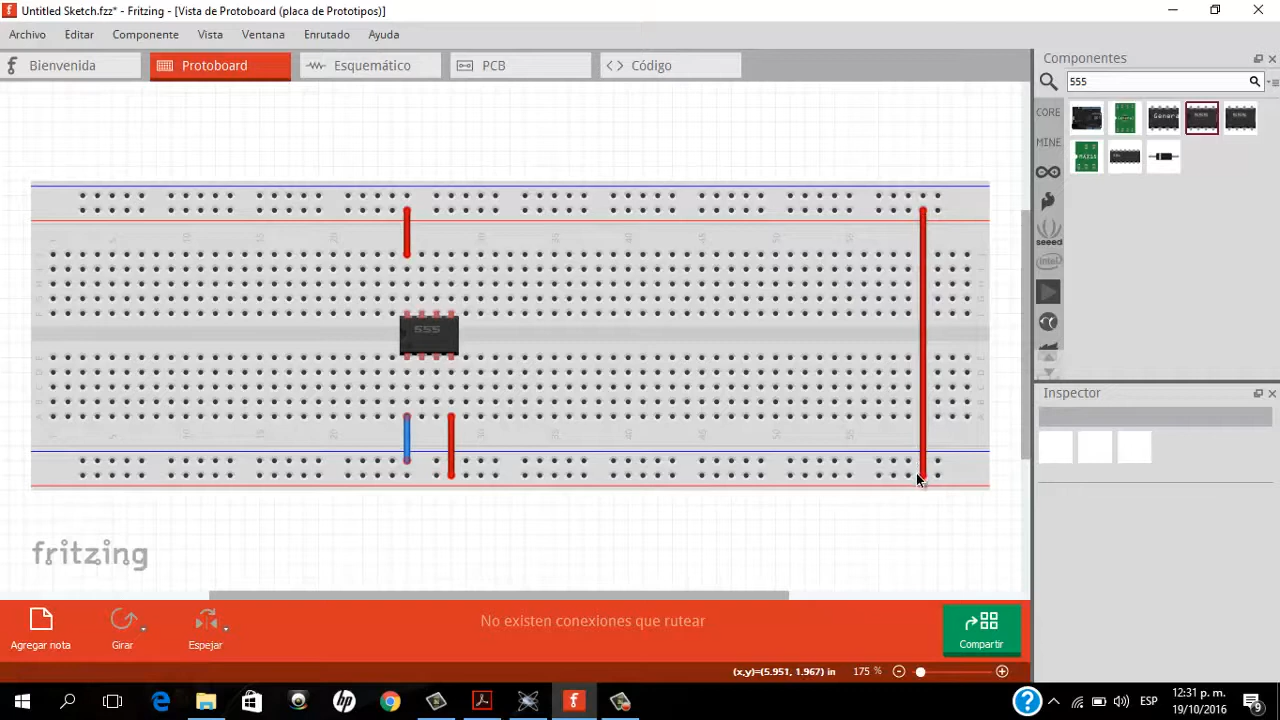 Untitled Sketch.fzz* - Fritzing - [Vista de Protoboard (placa de Prototipos)]
Archivo Editar Componente Vista Ventana Enrutado Ayuda
Bienvenida Protoboard Esquemático PCB Código
Componentes
555
CORE
MINE
seeed
intel
555
fritzing
Inspector
Agregar nota
Girar
Espejar
No existen conexiones que rutear
Compartir
(x,y)=(5.951, 1.967) in 175 %
ESP
12:31 p. m.
19/10/2016